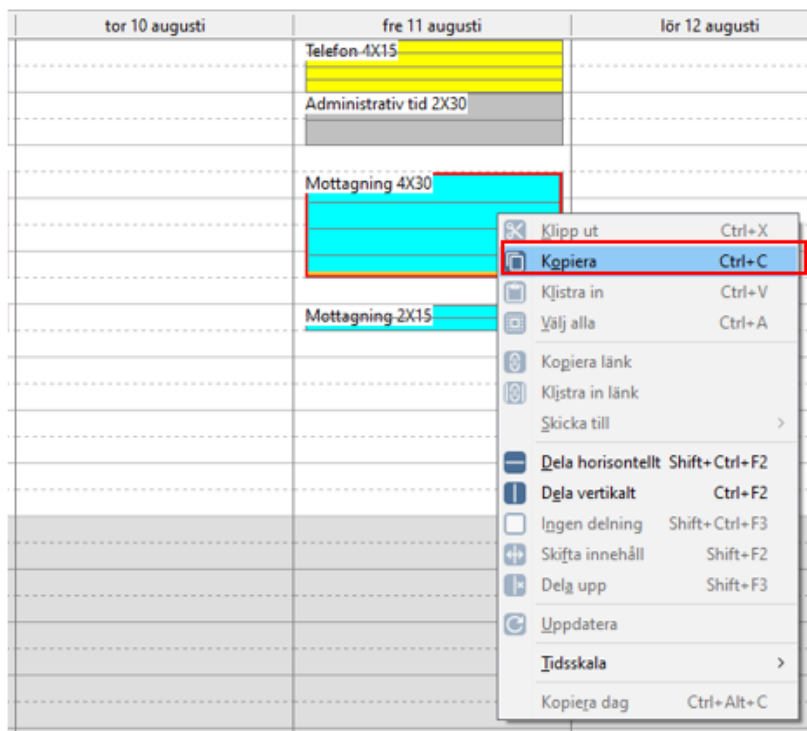 tor 10 augusti fre 11 augusti lör 12 augusti
Telefon 4X15
Administrativ tid 2X30
Mottagning 4X30
Mottagning 2X15
Klipp ut Ctrl+X
Kopiera Ctrl+C
Klistra in Ctrl+V
Välj alla Ctrl+A
Kopiera länk
Klistra in länk
Skicka till
Dela horisontellt Shift+Ctrl+F2
Dela vertikalt Ctrl+F2
Ingen delning Shift+Ctrl+F3
Skifta innehåll Shift+F2
Dela upp Shift+F3
Uppdatera
Tidsskala
Kopiera dag Ctrl+Alt+C